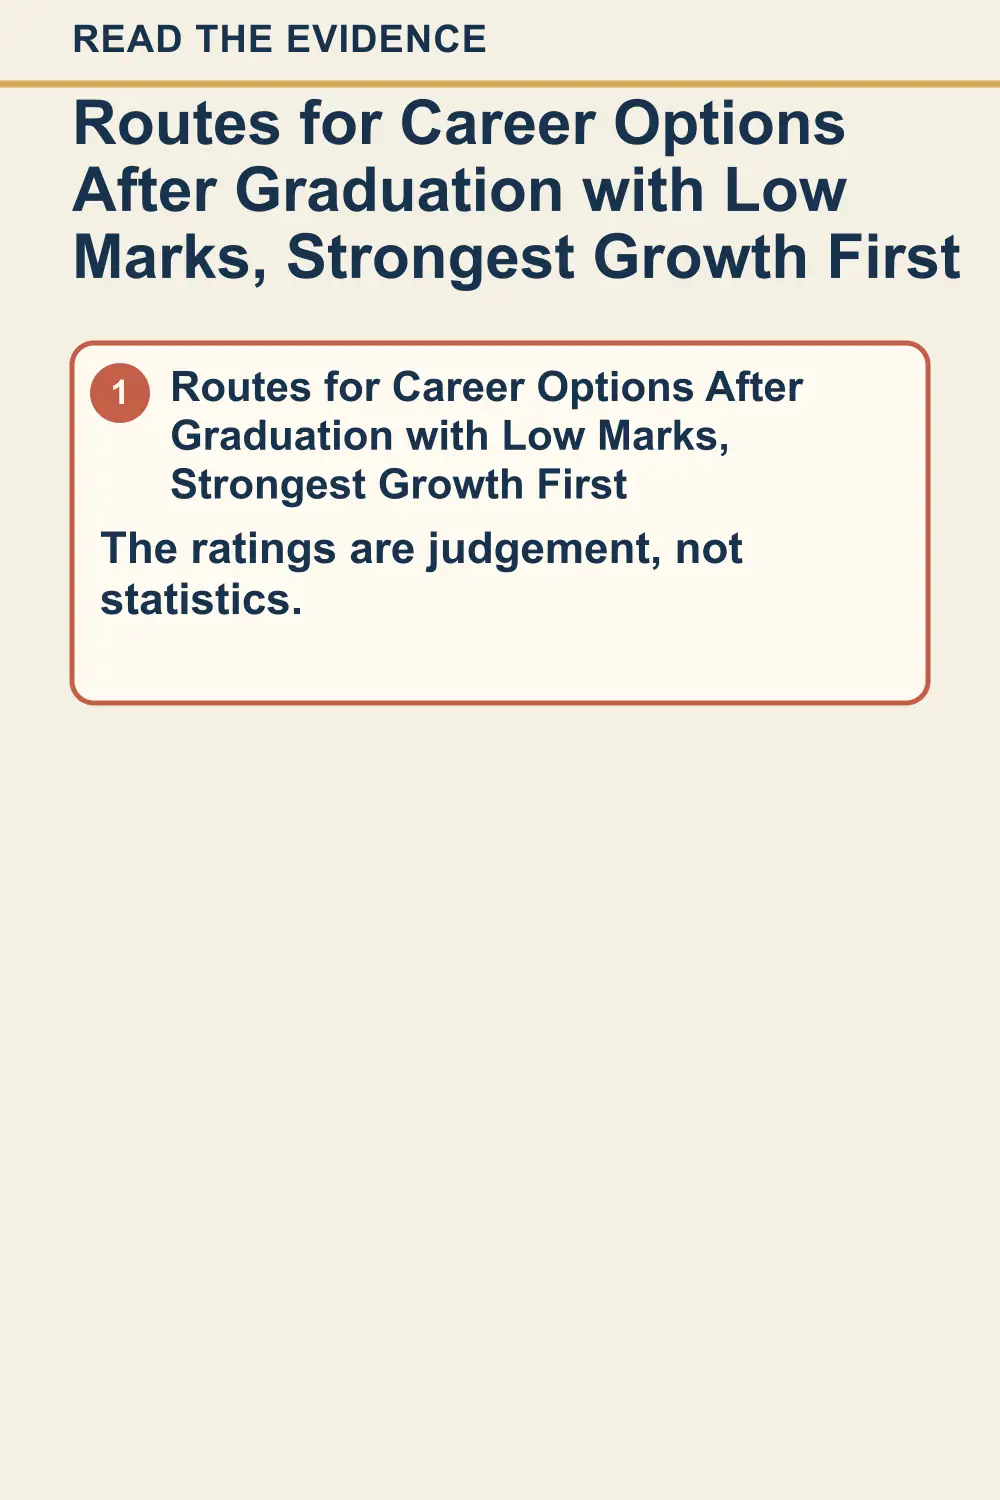 READ THE EVIDENCE
Routes for Career Options
After Graduation with Low
Marks, Strongest Growth First
1
Routes for Career Options After
Graduation with Low Marks,
Strongest Growth First
The ratings are judgement, not
statistics.